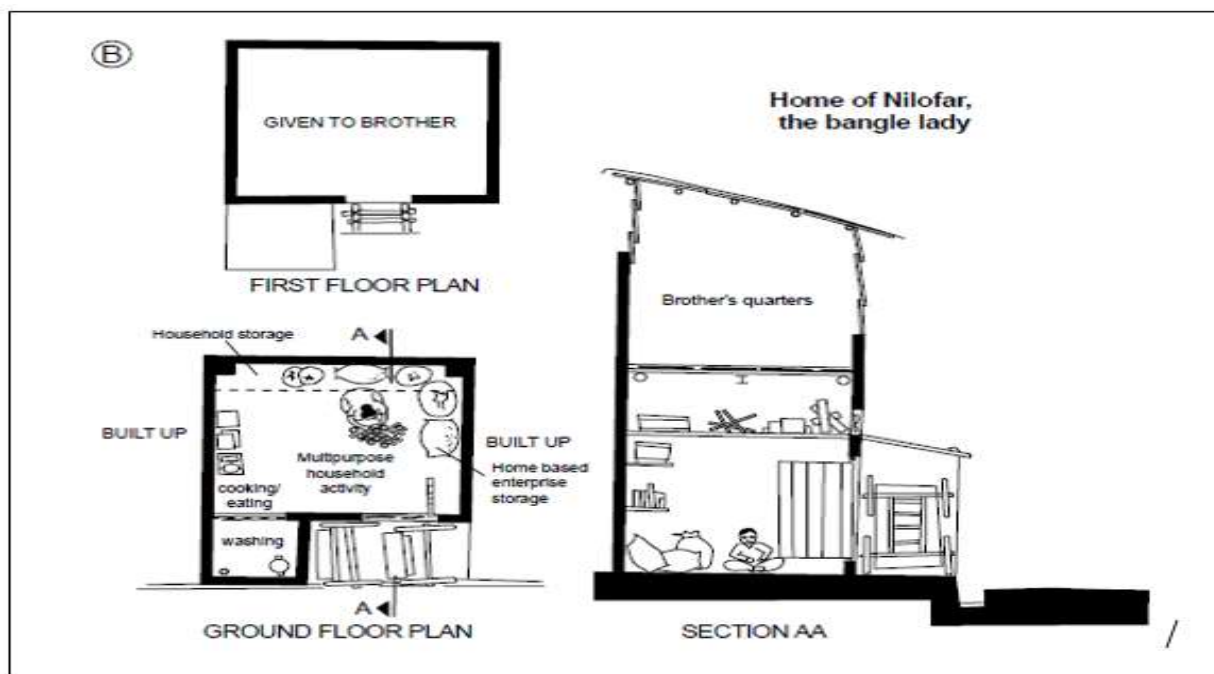 B
Home of Nilofar,
the bangle lady
GIVEN TO BROTHER
FIRST FLOOR PLAN
Household storage
A
BUILT UP
BUILT UP
Multipurpose
household
activity
Home based
enterprise
storage
cooking/
eating
washing
A
GROUND FLOOR PLAN
Brother's quarters
SECTION AA
/